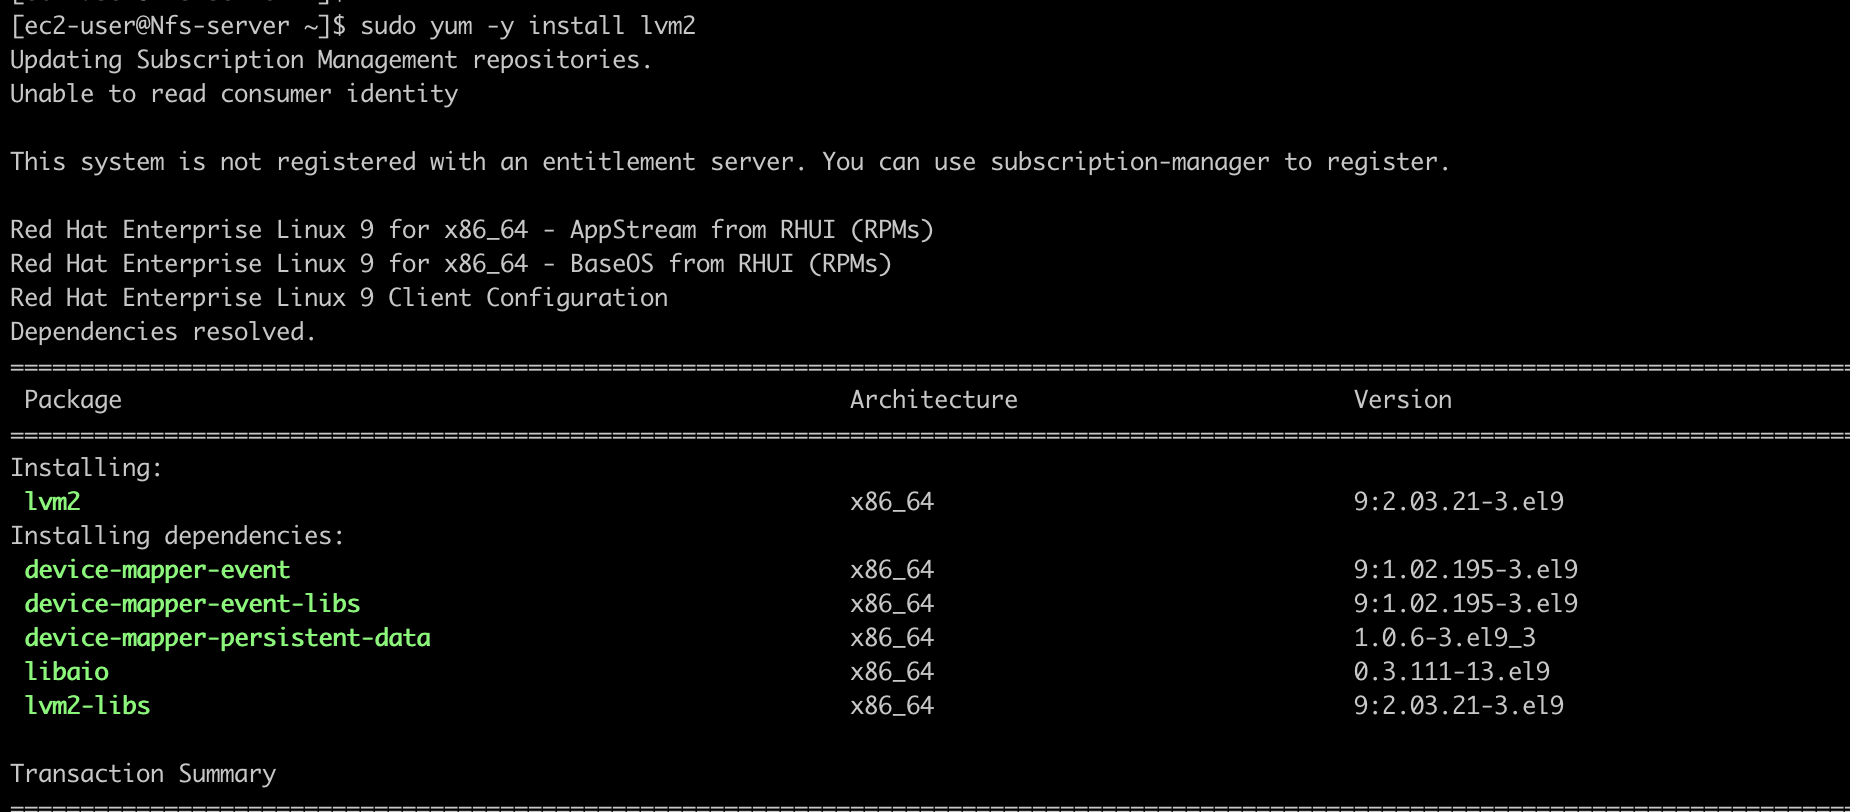 [ec2-user@Nfs-server ~]$ sudo yum -y install lvm2
Updating Subscription Management repositories.
Unable to read consumer identity
This system is not registered with an entitlement server. You can use subscription-manager to register.
Red Hat Enterprise Linux 9 for x86_64 - AppStream from RHUI (RPMs)
Red Hat Enterprise Linux 9 for x86_64 - BaseOS from RHUI (RPMs)
Red Hat Enterprise Linux 9 Client Configuration
Dependencies resolved.
Package Architecture Version
Installing:
lvm2 x86_64 9:2.03.21-3.el9
Installing dependencies:
device-mapper-event x86_64 9:1.02.195-3.el9
device-mapper-event-libs x86_64 9:1.02.195-3.el9
device-mapper-persistent-data x86_64 1.0.6-3.el9_3
libaio x86_64 0.3.111-13.el9
lvm2-libs x86_64 9:2.03.21-3.el9
Transaction Summary